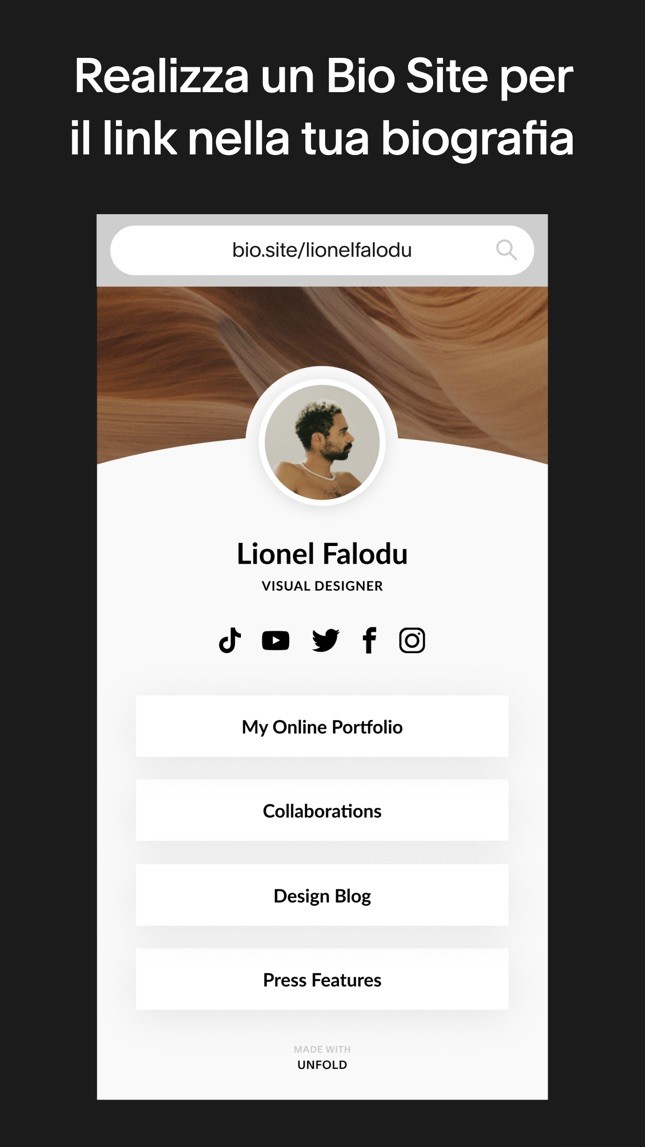 Realizza un Bio Site per
il link nella tua biografia
bio.site/lionelfalodu
Lionel Falodu
VISUAL DESIGNER
My Online Portfolio
Collaborations
Design Blog
Press Features
MADE WITH
UNFOLD